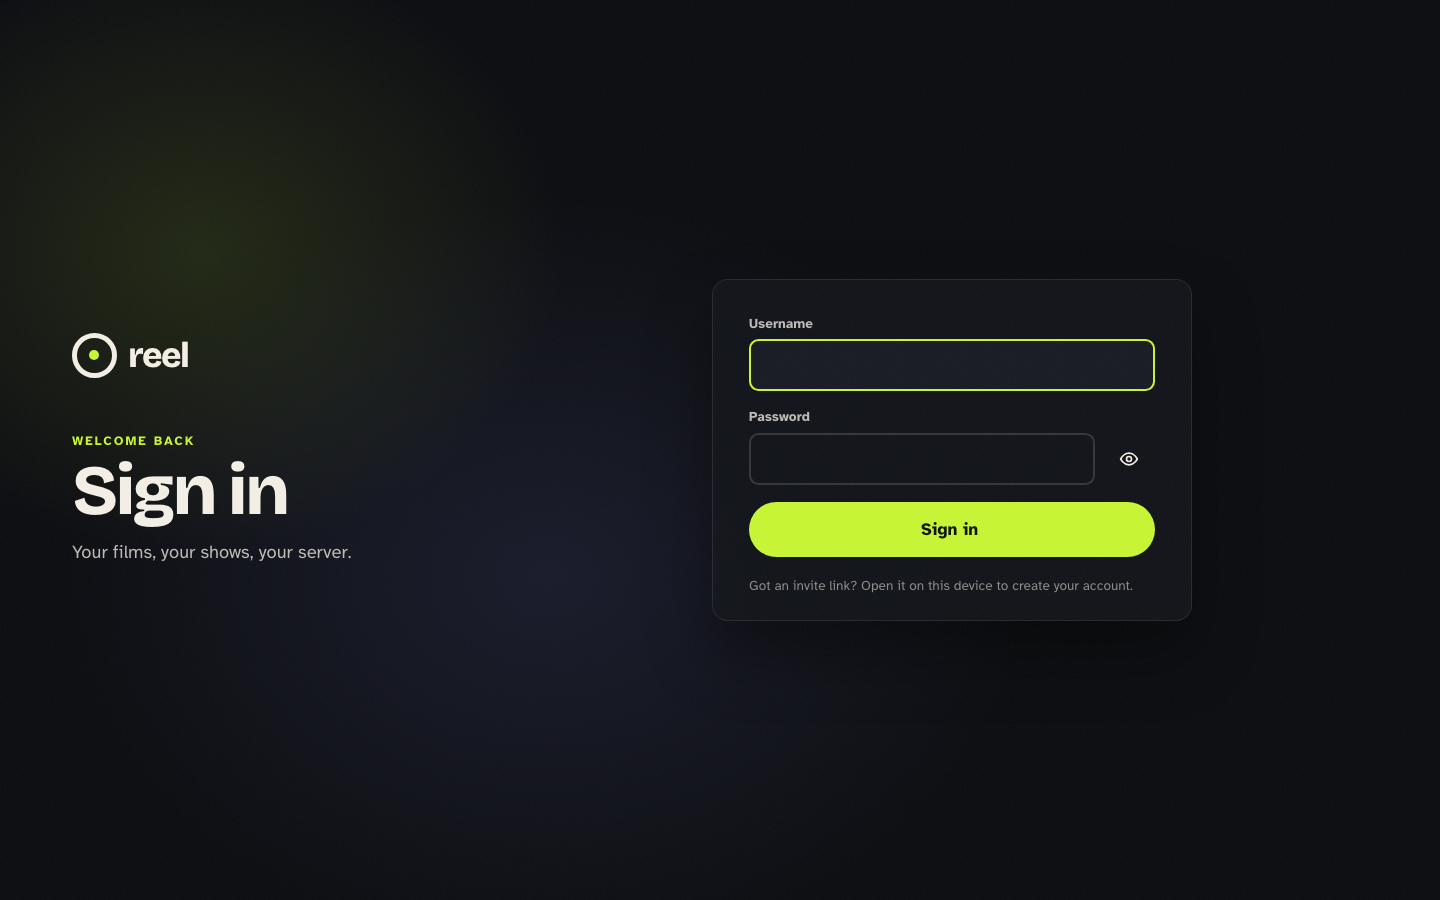 reel
WELCOME BACK
Sign in
Your films, your shows, your server.
Username
Password
Sign in
Got an invite link? Open it on this device to create your account.